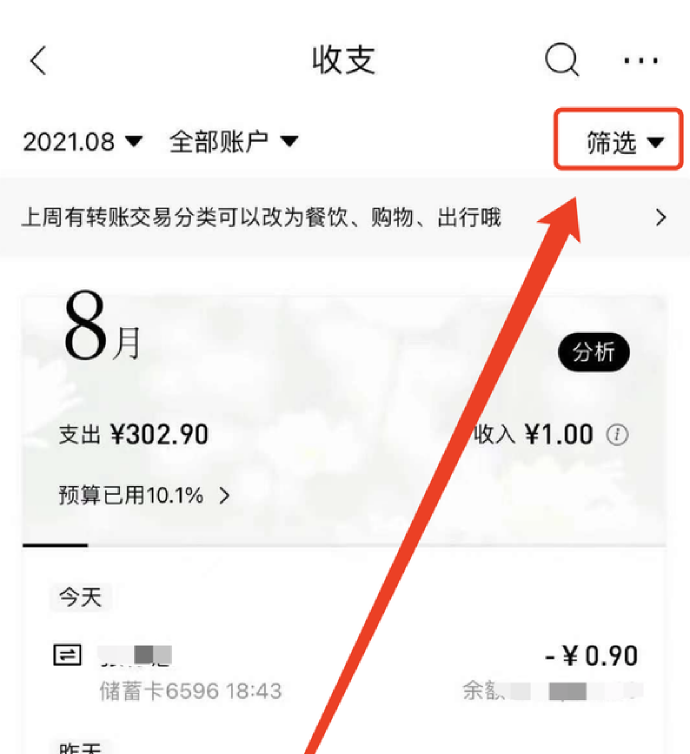 收支
2021.08 全部账户 筛选
上周有转账交易分类可以改为餐饮、购物、出行哦
8月
分析
支出 ¥302.90 收入 ¥1.00
预算已用10.1%
今天
- ¥ 0.90
储蓄卡6596 18:43 余额
昨天